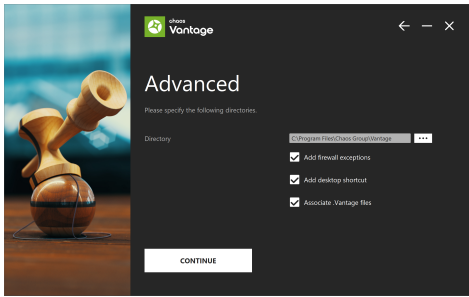 chaos
Vantage
Advanced
Please specify the following directories.
Directory
C:\Program Files\Chaos Group\Vantage
...
Add firewall exceptions
Add desktop shortcut
Associate .Vantage files
CONTINUE